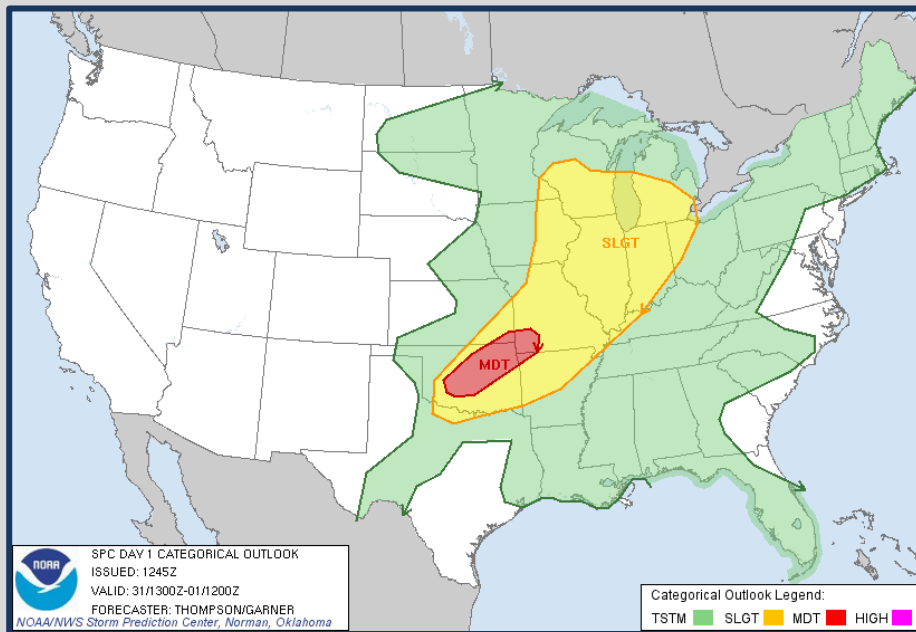 SLGT
MDT
NOAA
SPC DAY 1 CATEGORICAL OUTLOOK
ISSUED: 1245Z
VALID: 31/1300Z-01/1200Z
FORECASTER: THOMPSON/GARNER
NOAA/NWS Storm Prediction Center, Norman, Oklahoma
Categorical Outlook Legend:
TSTM SLGT MDT HIGH